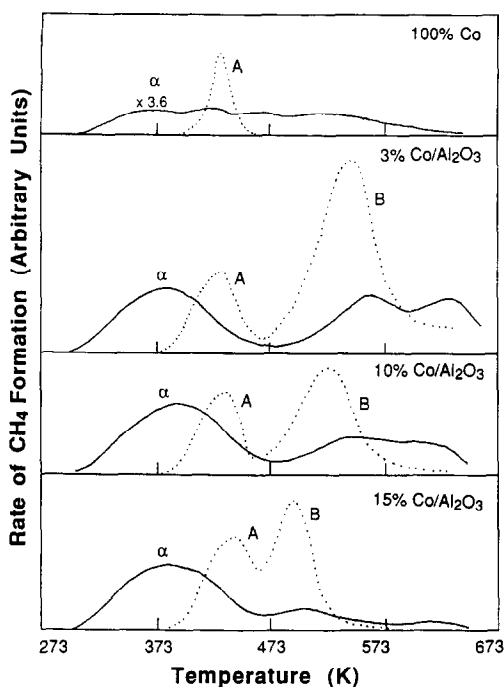 100% Co
α
x 3.6
A
3% Co/Al₂O₃
α
A
B
10% Co/Al₂O₃
α
A
B
15% Co/Al₂O₃
α
A
B
273
373
473
573
673
Temperature (K)
Rate of CH₄ Formation (Arbitrary Units)